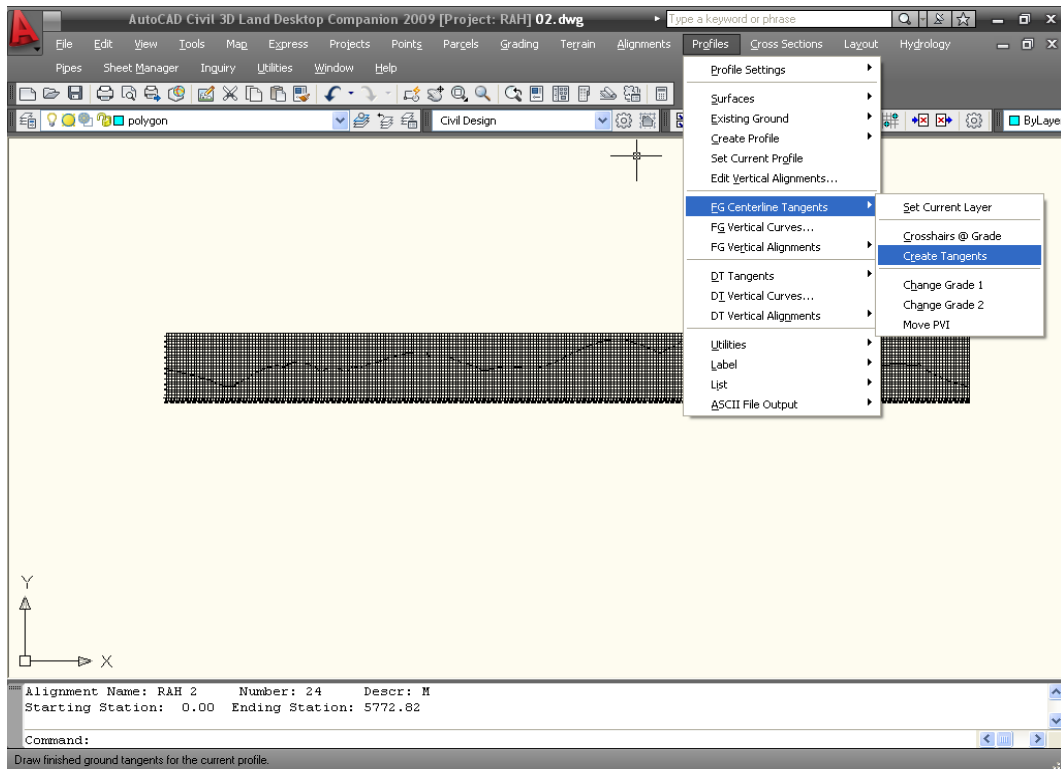 AutoCAD Civil 3D Land Desktop Companion 2009 [Project: RAH] 02.dwg
Type a keyword or phrase
File Edit View Tools Map Express Projects Points Parcels Grading Terrain Alignments Profiles Cross Sections Layout Hydrology
Pipes Sheet Manager Inquiry Utilities Window Help
polygon
Civil Design
ByLaye
Profile Settings
Surfaces
Existing Ground
Create Profile
Set Current Profile
Edit Vertical Alignments...
FG Centerline Tangents
FG Vertical Curves...
FG Vertical Alignments
DT Tangents
DT Vertical Curves...
DT Vertical Alignments
Utilities
Label
List
ASCII File Output
Set Current Layer
Crosshairs @ Grade
Create Tangents
Change Grade 1
Change Grade 2
Move PVI
Y
X
Alignment Name: RAH 2 Number: 24 Descr: M
Starting Station: 0.00 Ending Station: 5772.82
Command:
Draw finished ground tangents for the current profile.